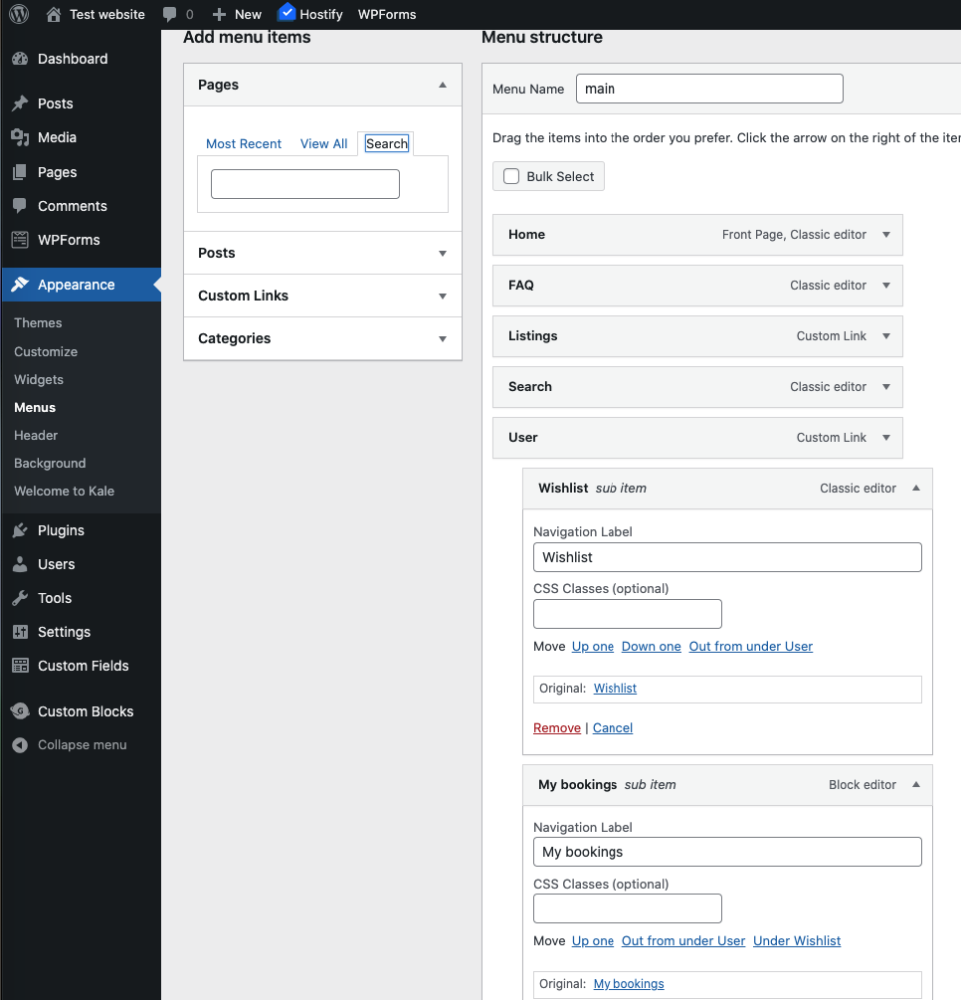 Test website 0 New Hostify WPForms
Dashboard
Posts
Media
Pages
Comments
WPForms
Appearance
Themes
Customize
Widgets
Menus
Header
Background
Welcome to Kale
Plugins
Users
Tools
Settings
Custom Fields
Custom Blocks
Collapse menu
Add menu items
Pages
Most Recent View All Search
Posts
Custom Links
Categories
Menu structure
Menu Name main
Drag the items into the order you prefer. Click the arrow on the right of the
Bulk Select
Home Front Page, Classic editor
FAQ Classic editor
Listings Custom Link
Search Classic editor
User Custom Link
Wishlist sub item Classic editor
Navigation Label
Wishlist
CSS Classes (optional)
Move Up one Down one Out from under User
Original: Wishlist
Remove | Cancel
My bookings sub item Block editor
Navigation Label
My bookings
CSS Classes (optional)
Move Up one Out from under User Under Wishlist
Original: My bookings